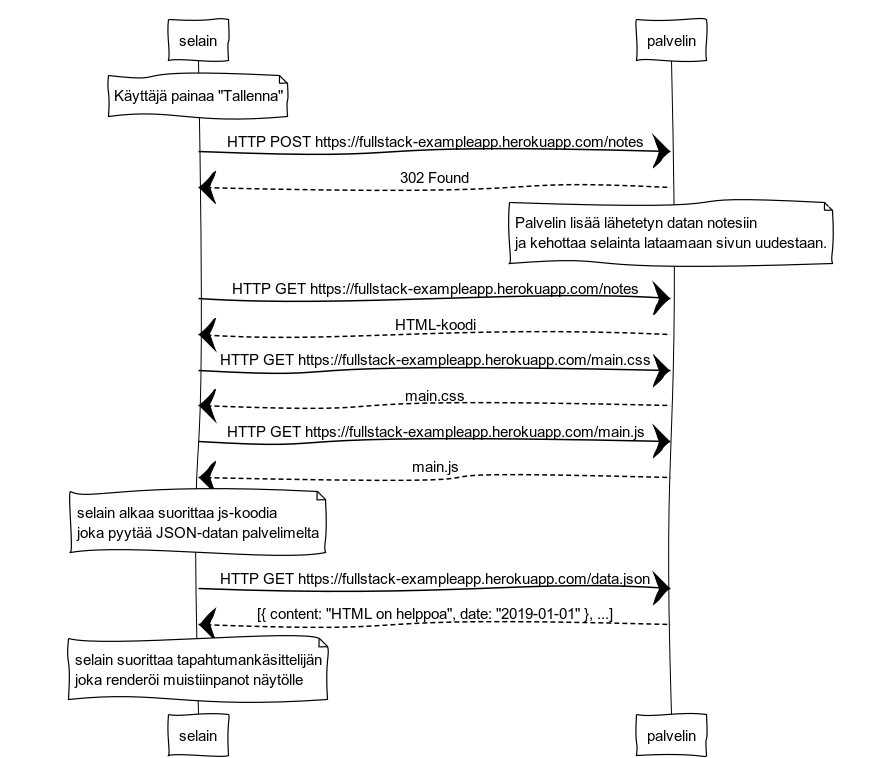 selain
palvelin
Käyttäjä painaa "Tallenna"
HTTP POST https://fullstack-exampleapp.herokuapp.com/notes
302 Found
Palvelin lisää lähetetyn datan notesiin
ja kehottaa selainta lataamaan sivun uudestaan.
HTTP GET https://fullstack-exampleapp.herokuapp.com/notes
HTML-koodi
HTTP GET https://fullstack-exampleapp.herokuapp.com/main.css
main.css
HTTP GET https://fullstack-exampleapp.herokuapp.com/main.js
main.js
selain alkaa suorittaa js-koodia
joka pyytää JSON-datan palvelimelta
HTTP GET https://fullstack-exampleapp.herokuapp.com/data.json
[{ content: "HTML on helppoa", date: "2019-01-01" }, ...]
selain suorittaa tapahtumankäsittelijän
joka renderöi muistiinpanot näytölle
selain
palvelin